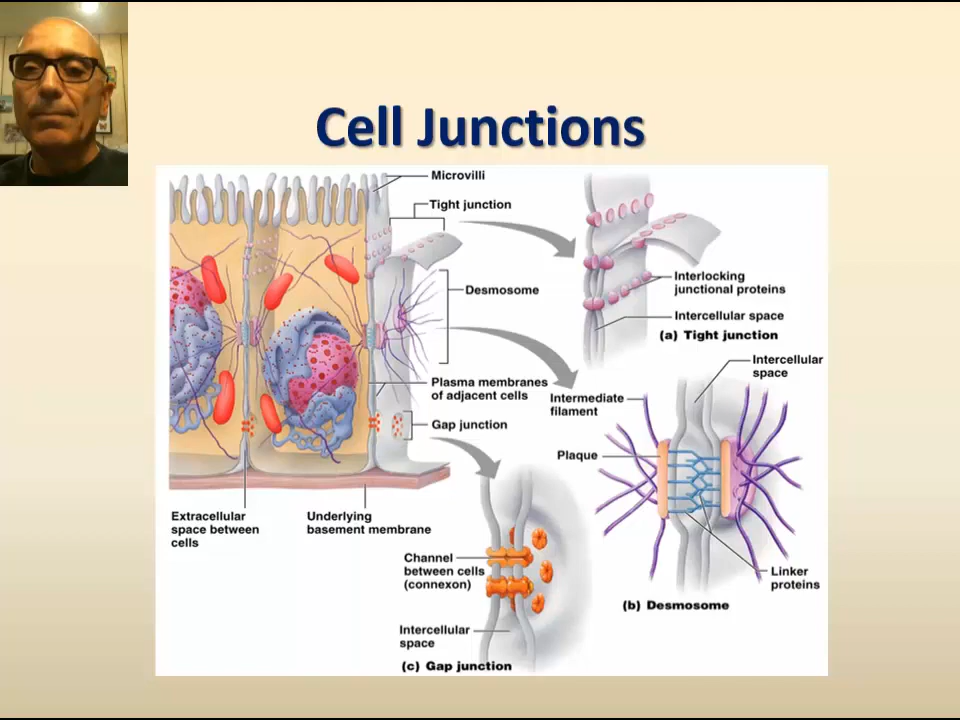 Cell Junctions
Microvilli
Tight junction
Desmosome
Plasma membranes
of adjacent cells
Gap junction
Extracellular
space between
cells
Underlying
basement membrane
Interlocking
junctional proteins
Intercellular space
(a) Tight junction
Intercellular
space
Intermediate
filament
Plaque
Linker
proteins
(b) Desmosome
Channel
between cells
(connexon)
Intercellular
space
(c) Gap junction